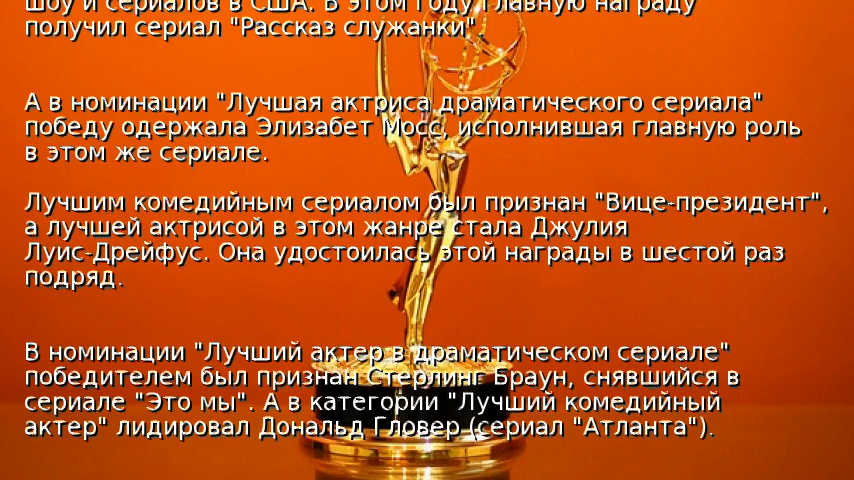 шоу и сериалов в США. В этом году главную награду
получил сериал "Рассказ служанки".
А в номинации "Лучшая актриса драматического сериала"
победу одержала Элизабет Мосс, исполнившая главную роль
в этом же сериале.
Лучшим комедийным сериалом был признан "Вице-президент",
а лучшей актрисой в этом жанре стала Джулия
Луис-Дрейфус. Она удостоилась этой награды в шестой раз
подряд.
В номинации "Лучший актер в драматическом сериале"
победителем был признан Стерлинг Браун, снявшийся в
сериале "Это мы". А в категории "Лучший комедийный
актер" лидировал Дональд Гловер (сериал "Атланта").